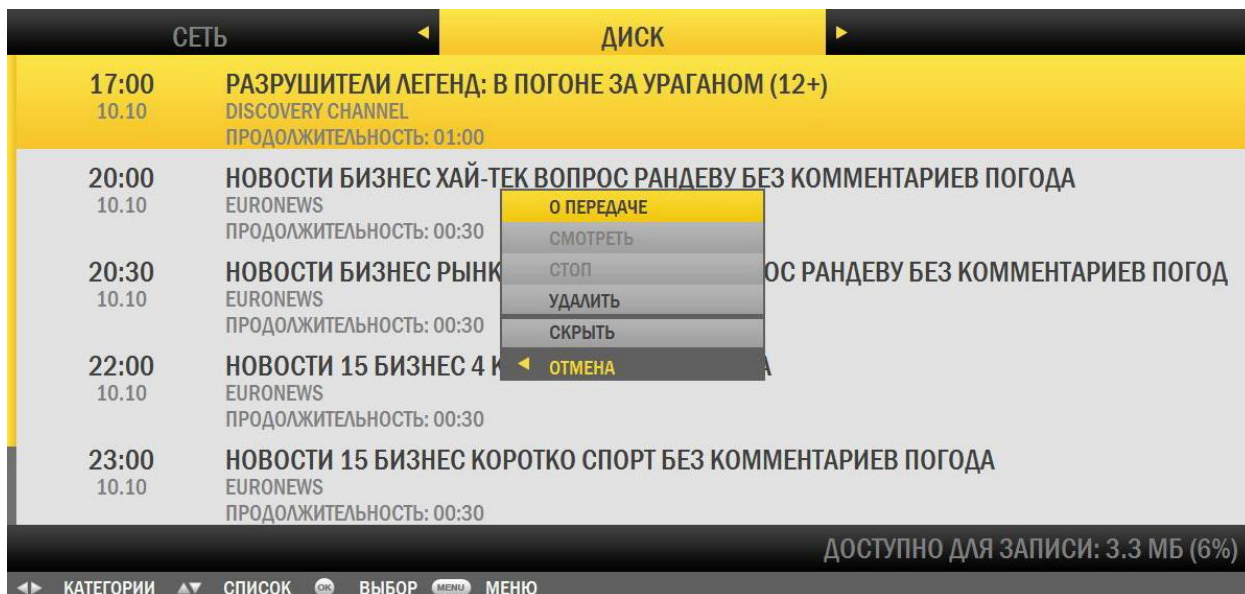 СЕТЬ ДИСК
17:00 РАЗРУШИТЕЛИ ЛЕГЕНД: В ПОГОНЕ ЗА УРАГАНОМ (12+)
10.10 DISCOVERY CHANNEL
ПРОДОЛЖИТЕЛЬНОСТЬ: 01:00
20:00 НОВОСТИ БИЗНЕС ХАЙ-ТЕК ВОПРОС РАНДЕВУ БЕЗ КОММЕНТАРИЕВ ПОГОДА
10.10 EURONEWS
ПРОДОЛЖИТЕЛЬНОСТЬ: 00:30
О ПЕРЕДАЧЕ
СМОТРЕТЬ
СТОП
УДАЛИТЬ
СКРЫТЬ
ОТМЕНА
20:30 НОВОСТИ БИЗНЕС РЫНК ОС РАНДЕВУ БЕЗ КОММЕНТАРИЕВ ПОГОД
10.10 EURONEWS
ПРОДОЛЖИТЕЛЬНОСТЬ: 00:30
22:00 НОВОСТИ 15 БИЗНЕС 4
10.10 EURONEWS
ПРОДОЛЖИТЕЛЬНОСТЬ: 00:30
23:00 НОВОСТИ 15 БИЗНЕС КОРОТКО СПОРТ БЕЗ КОММЕНТАРИЕВ ПОГОДА
10.10 EURONEWS
ПРОДОЛЖИТЕЛЬНОСТЬ: 00:30
ДОСТУПНО ДЛЯ ЗАПИСИ: 3.3 МБ (6%)
КАТЕГОРИИ СПИСОК OK ВЫБОР MENU МЕНЮ